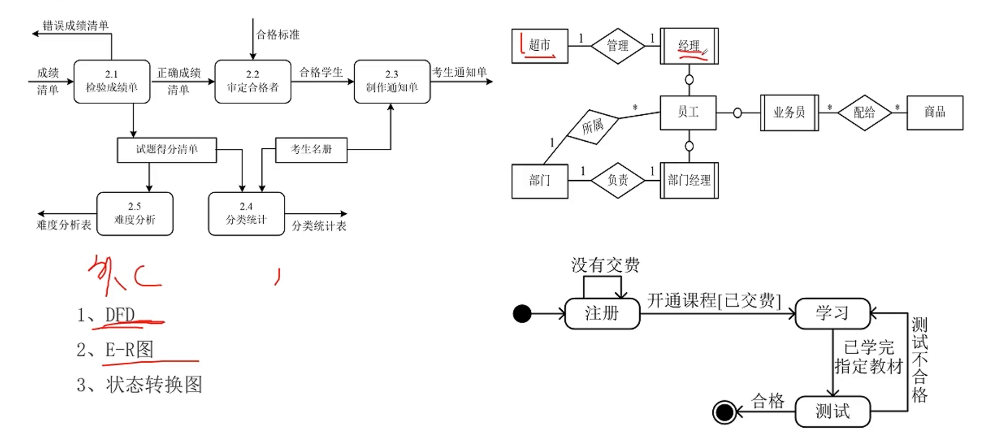 错误成绩清单
合格标准
成绩
清单
2.1
检验成绩单
正确成绩
清单
2.2
审定合格者
合格学生
2.3
制作通知单
考生通知单
试题得分清单
考生名册
2.5
难度分析
2.4
分类统计
难度分析表
分类统计表
超市
1
管理
1
经理
员工
业务员
*
配给
*
商品
所属
*
1
部门
1
负责
1
部门经理
1、DFD
2、E-R图
3、状态转换图
没有交费
注册
开通课程[已交费]
学习
已学完
指定教材
测试不合格
合格
测试